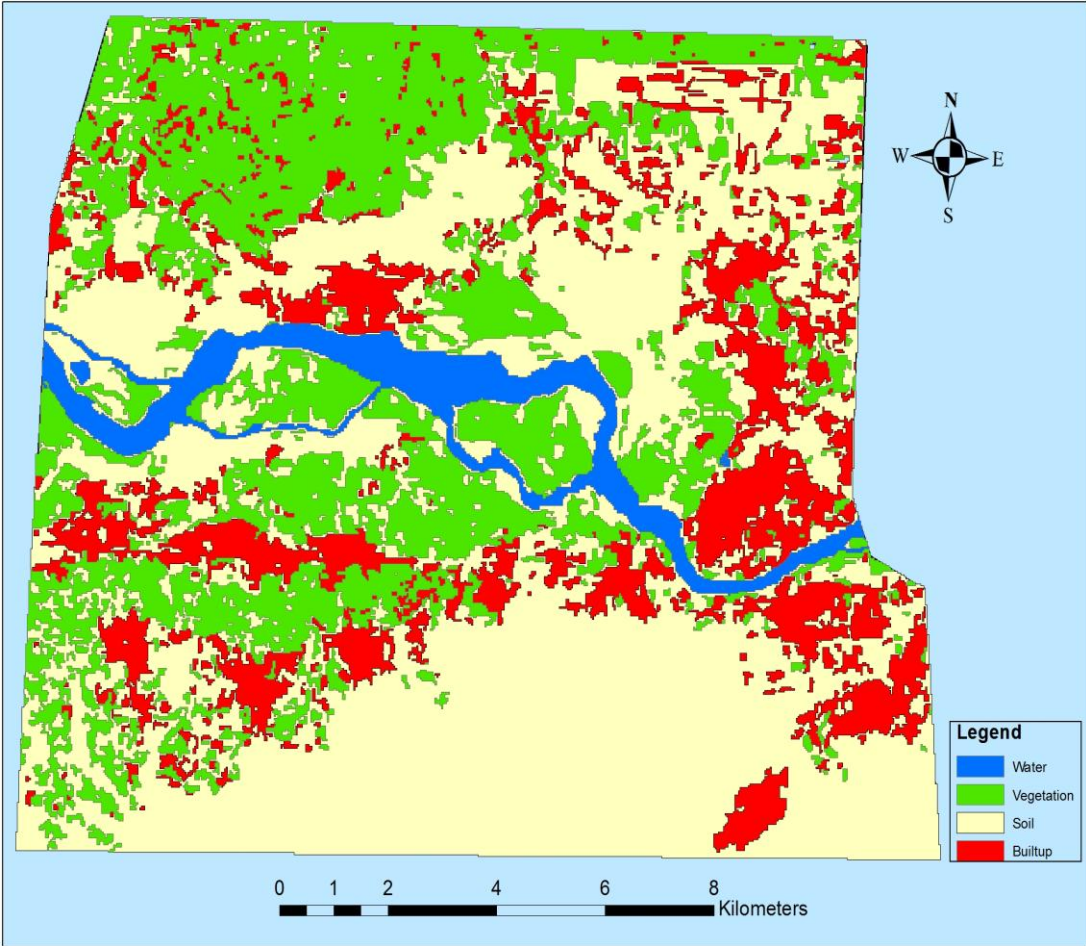 N
W E
S
Legend
Water
Vegetation
Soil
Builtup
0 1 2 4 6 8
Kilometers